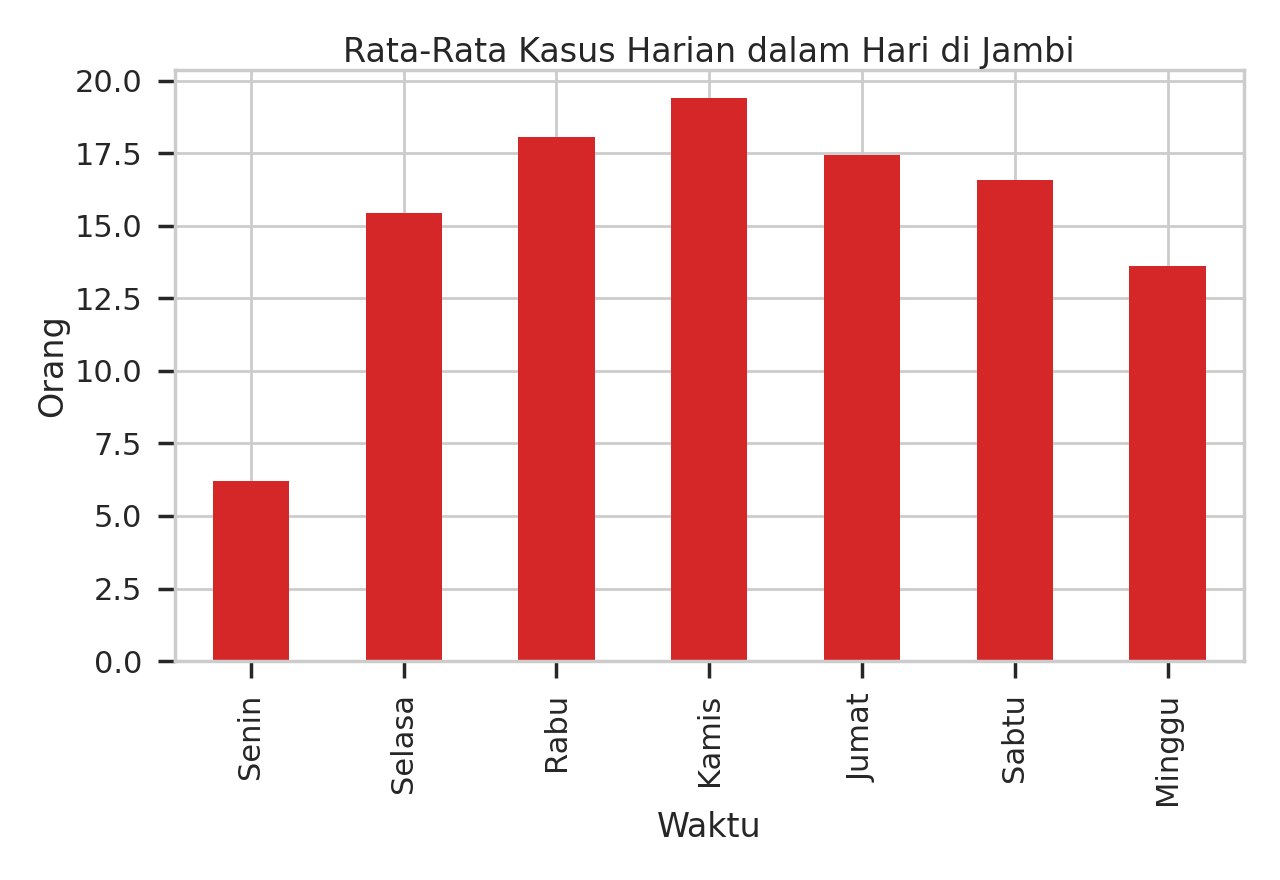 Rata-Rata Kasus Harian dalam Hari di Jambi
20.0
17.5
15.0
12.5
10.0
7.5
5.0
2.5
0.0
Orang
Senin
Selasa
Rabu
Kamis
Jumat
Sabtu
Minggu
Waktu